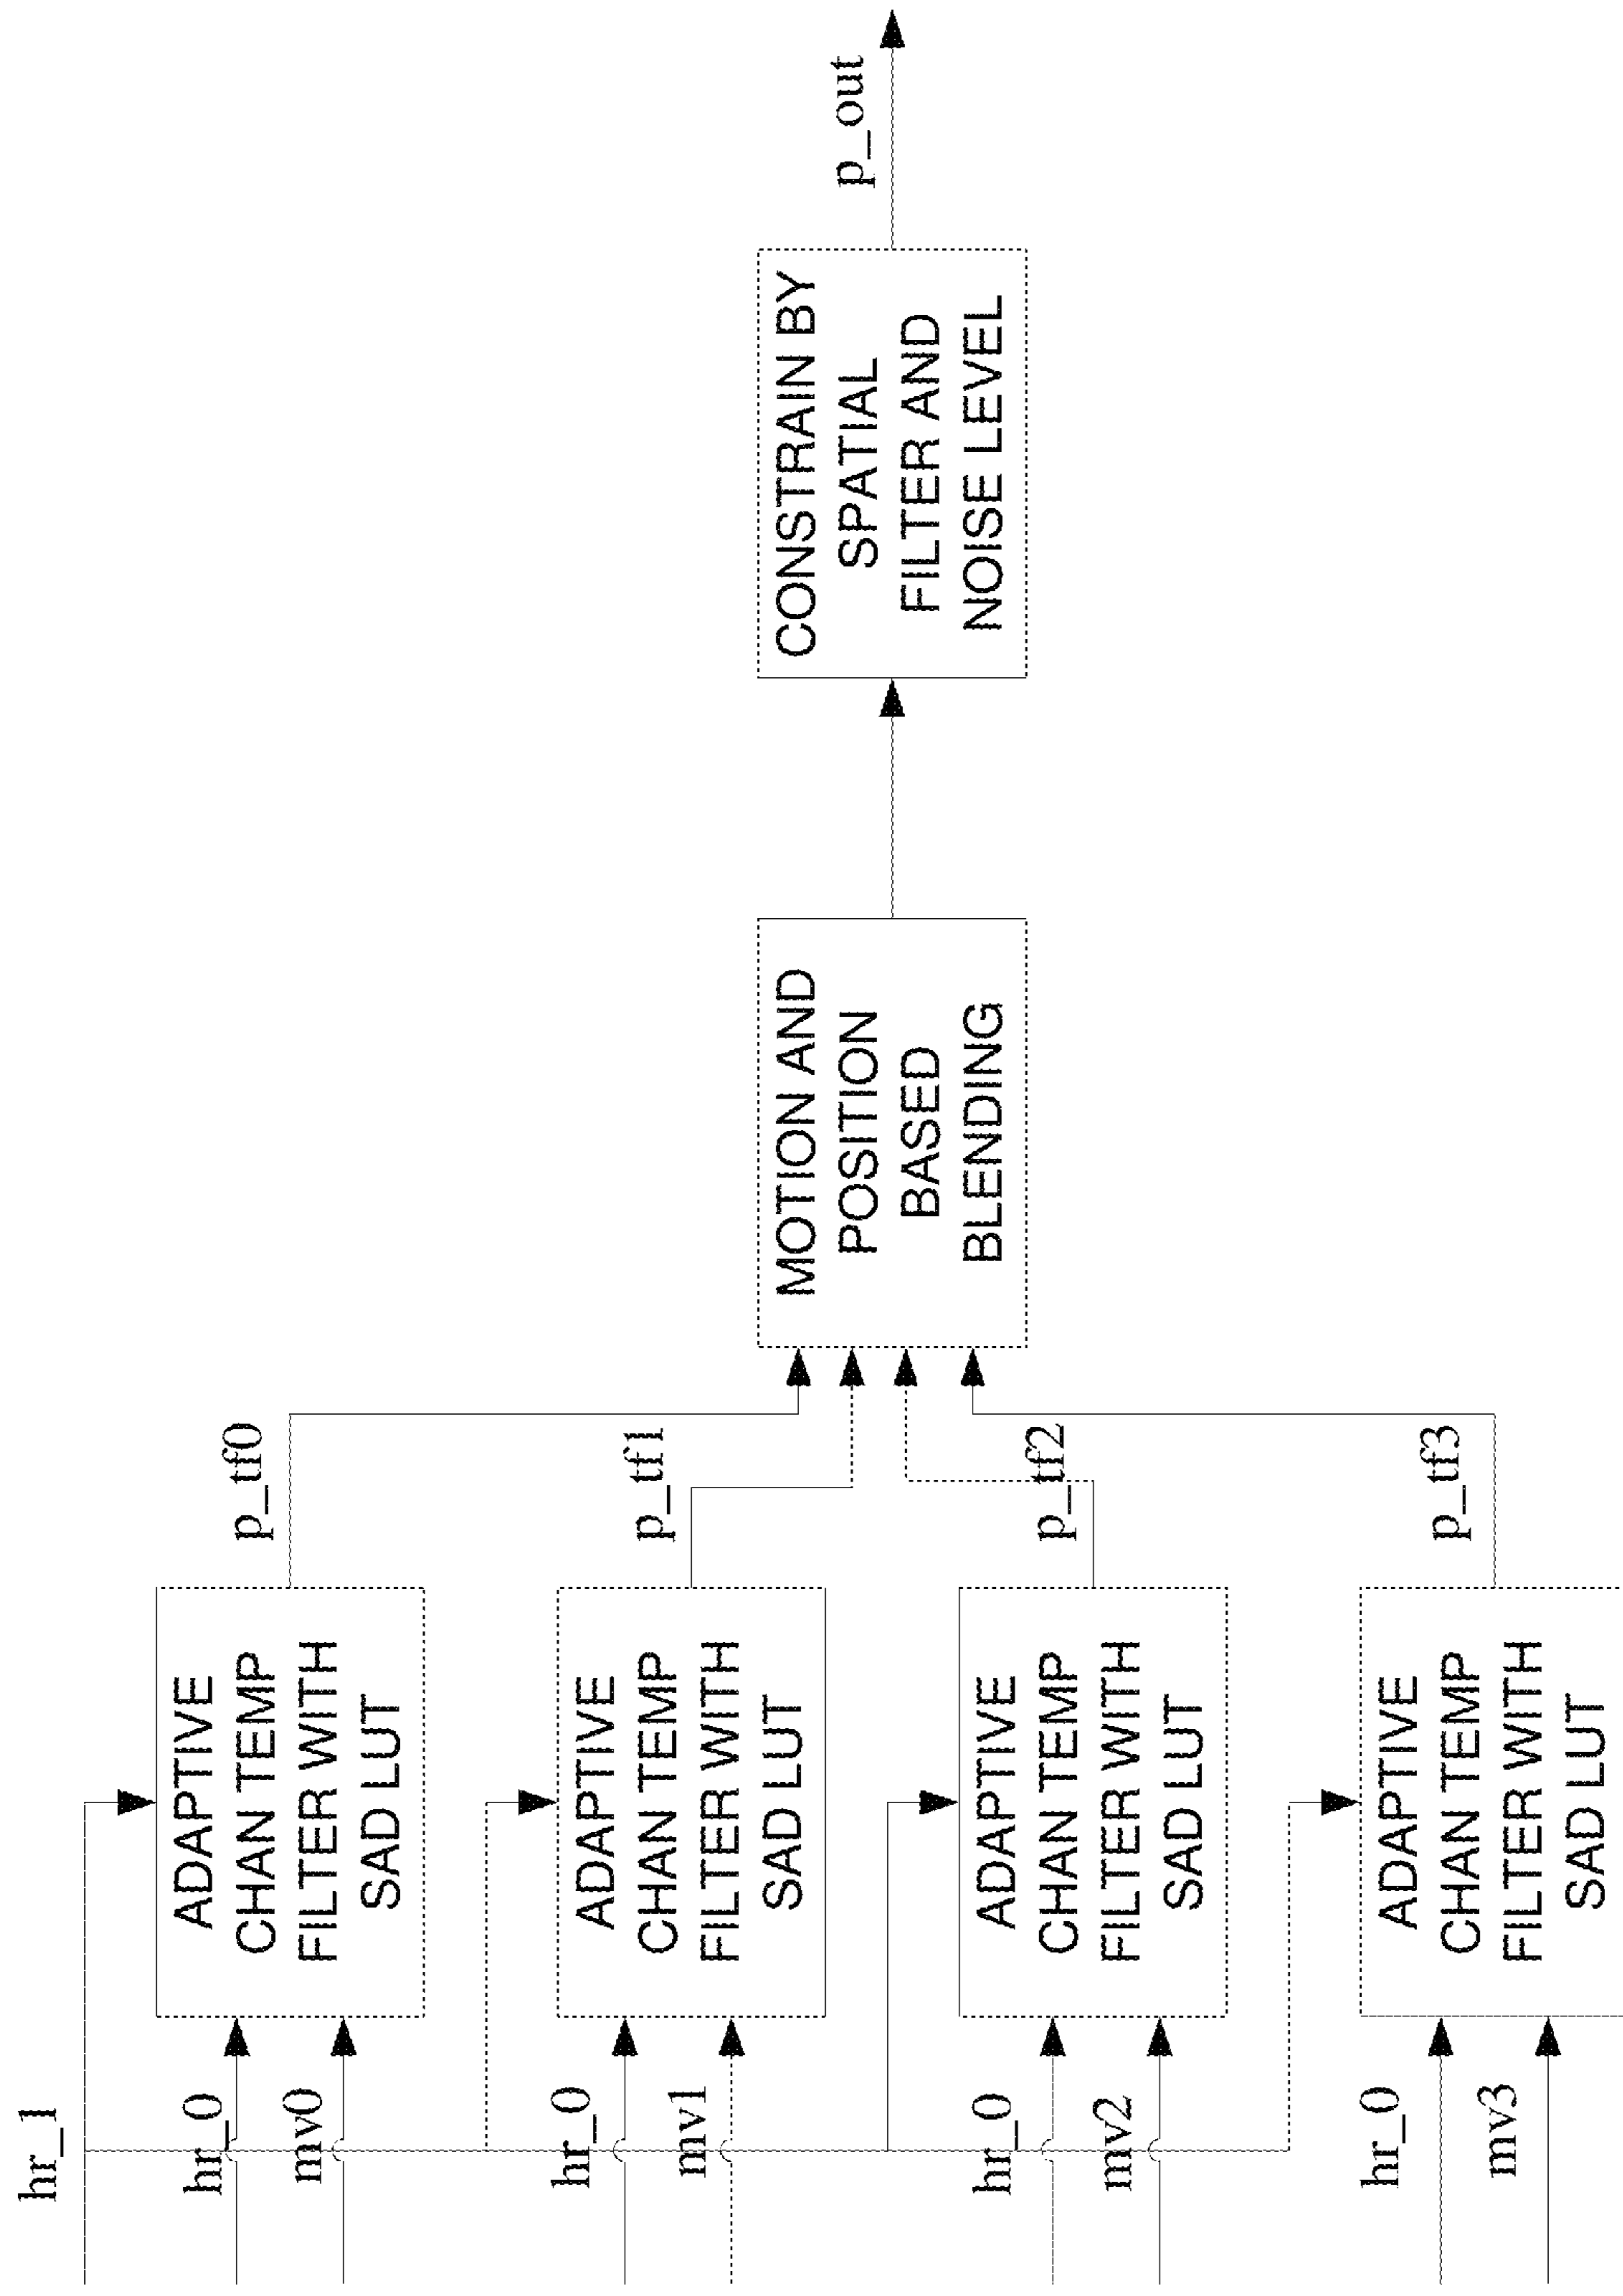 hr_1
hr_0
mv0
ADAPTIVE
CHAN TEMP
FILTER WITH
SAD LUT
p_tf0
hr_0
mv1
ADAPTIVE
CHAN TEMP
FILTER WITH
SAD LUT
p_tf1
hr_0
mv2
ADAPTIVE
CHAN TEMP
FILTER WITH
SAD LUT
p_tf2
hr_0
mv3
ADAPTIVE
CHAN TEMP
FILTER WITH
SAD LUT
p_tf3
MOTION AND
POSITION
BASED
BLENDING
CONSTRAIN BY
SPATIAL
FILTER AND
NOISE LEVEL
p_out